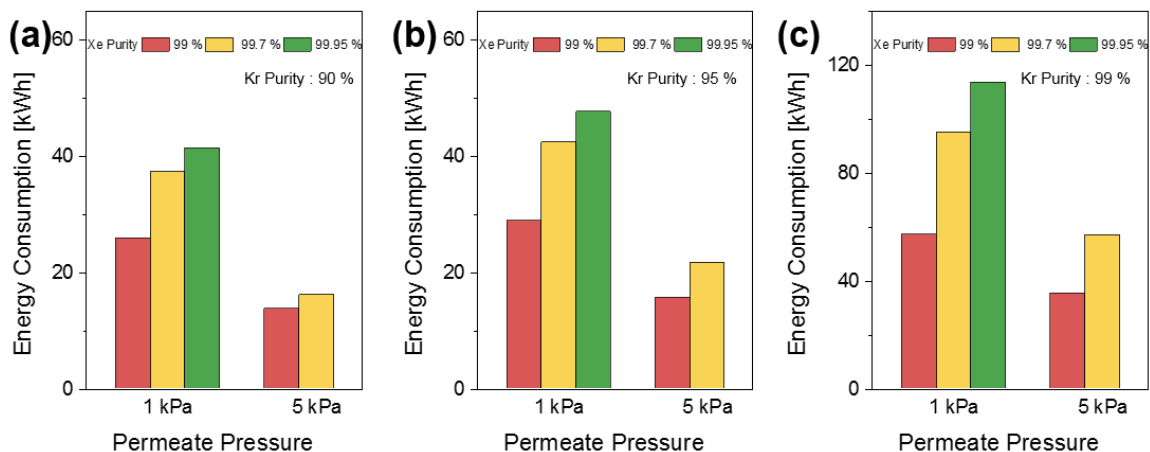 (a)
Xe Purity 99 % 99.7 % 99.95 %
Kr Purity : 90 %
Energy Consumption [kWh]
60
40
20
0
1 kPa 5 kPa
Permeate Pressure
(b)
Xe Purity 99 % 99.7 % 99.95 %
Kr Purity : 95 %
Energy Consumption [kWh]
60
40
20
0
1 kPa 5 kPa
Permeate Pressure
(c)
Xe Purity 99 % 99.7 % 99.95 %
Kr Purity : 99 %
Energy Consumption [kWh]
120
80
40
0
1 kPa 5 kPa
Permeate Pressure